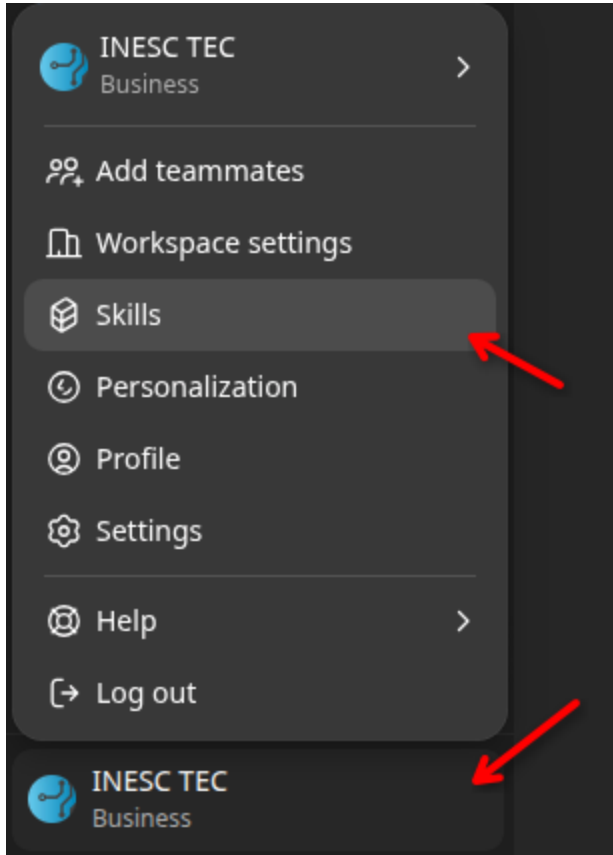 INESC TEC
Business
Add teammates
Workspace settings
Skills
Personalization
Profile
Settings
Help
Log out
INESC TEC
Business